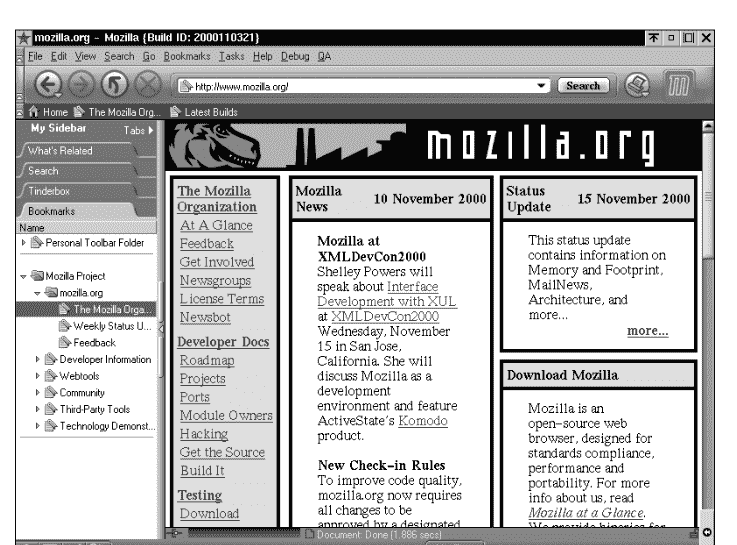 mozilla.org - Mozilla {Build ID: 2000110321}
File Edit View Search Go Bookmarks Tasks Help Debug QA
http://www.mozilla.org/
Search
Home The Mozilla Org... Latest Builds
My Sidebar Tabs
What's Related
Search
Tinderbox
Bookmarks
Name
Personal Toolbar Folder
Mozilla Project
mozilla.org
The Mozilla Orga...
Weekly Status U...
Feedback
Developer Information
Webtools
Community
Third-Party Tools
Technology Demonst...
mozilla.org
The Mozilla
Organization
At A Glance
Feedback
Get Involved
Newsgroups
License Terms
Newsbot
Developer Docs
Roadmap
Projects
Ports
Module Owners
Hacking
Get the Source
Build It
Testing
Download
Mozilla
News
10 November 2000
Mozilla at
XMLDevCon2000
Shelley Powers will
speak about Interface
Development with XUL
at XMLDevCon2000
Wednesday, November
15 in San Jose,
California. She will
discuss Mozilla as a
development
environment and feature
ActiveState's Komodo
product.
New Check-in Rules
To improve code quality,
mozilla.org now requires
all changes to be
approved by a designated
Status
Update
15 November 2000
This status update
contains information on
Memory and Footprint,
MailNews,
Architecture, and
more...
more...
Download Mozilla
Mozilla is an
open-source web
browser, designed for
standards compliance,
performance and
portability. For more
info about us, read
Mozilla at a Glance.
We provide binaries for
Document: Done (1.886 secs)